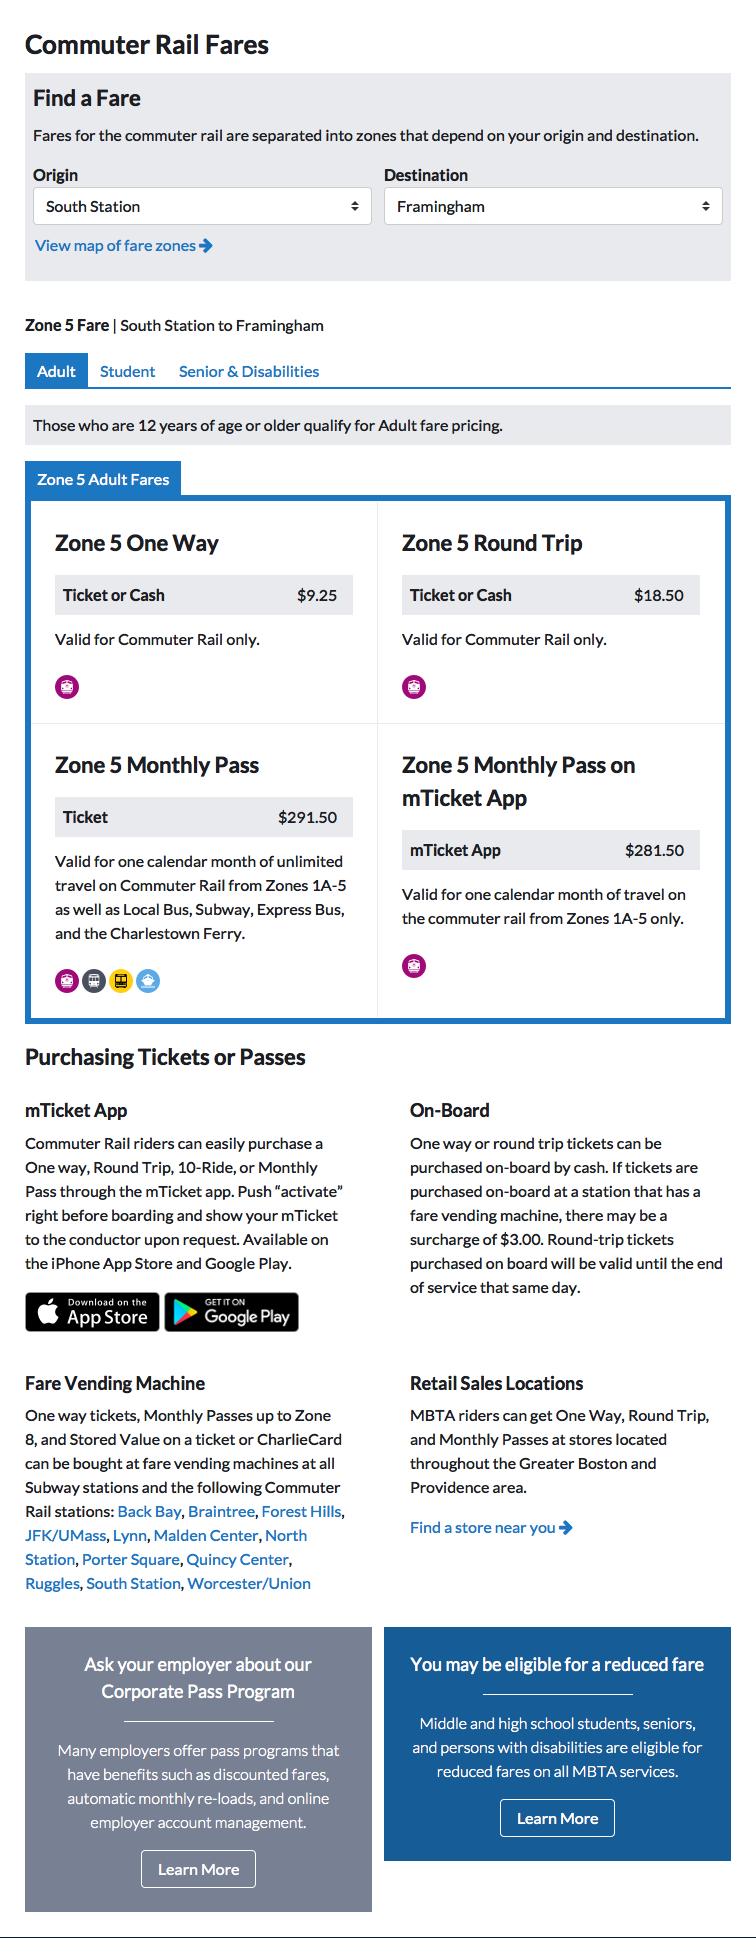 Commuter Rail Fares
Find a Fare
Fares for the commuter rail are separated into zones that depend on your origin and destination.
Origin
South Station
Destination
Framingham
View map of fare zones
Zone 5 Fare | South Station to Framingham
Adult
Student
Senior & Disabilities
Those who are 12 years of age or older qualify for Adult fare pricing.
Zone 5 Adult Fares
Zone 5 One Way
Ticket or Cash $9.25
Valid for Commuter Rail only.
Zone 5 Round Trip
Ticket or Cash $18.50
Valid for Commuter Rail only.
Zone 5 Monthly Pass
Ticket $291.50
Valid for one calendar month of unlimited
travel on Commuter Rail from Zones 1A-5
as well as Local Bus, Subway, Express Bus,
and the Charlestown Ferry.
Zone 5 Monthly Pass on
mTicket App
mTicket App $281.50
Valid for one calendar month of travel on
the commuter rail from Zones 1A-5 only.
Purchasing Tickets or Passes
mTicket App
Commuter Rail riders can easily purchase a
One way, Round Trip, 10-Ride, or Monthly
Pass through the mTicket app. Push “activate”
right before boarding and show your mTicket
to the conductor upon request. Available on
the iPhone App Store and Google Play.
Download on the
App Store
GET IT ON
Google Play
On-Board
One way or round trip tickets can be
purchased on-board by cash. If tickets are
purchased on-board at a station that has a
fare vending machine, there may be a
surcharge of $3.00. Round-trip tickets
purchased on board will be valid until the end
of service that same day.
Fare Vending Machine
One way tickets, Monthly Passes up to Zone
8, and Stored Value on a ticket or CharlieCard
can be bought at fare vending machines at all
Subway stations and the following Commuter
Rail stations: Back Bay, Braintree, Forest Hills,
JFK/UMass, Lynn, Malden Center, North
Station, Porter Square, Quincy Center,
Ruggles, South Station, Worcester/Union
Retail Sales Locations
MBTA riders can get One Way, Round Trip,
and Monthly Passes at stores located
throughout the Greater Boston and
Providence area.
Find a store near you
Ask your employer about our
Corporate Pass Program
Many employers offer pass programs that
have benefits such as discounted fares,
automatic monthly re-loads, and online
employer account management.
Learn More
You may be eligible for a reduced fare
Middle and high school students, seniors,
and persons with disabilities are eligible for
reduced fares on all MBTA services.
Learn More